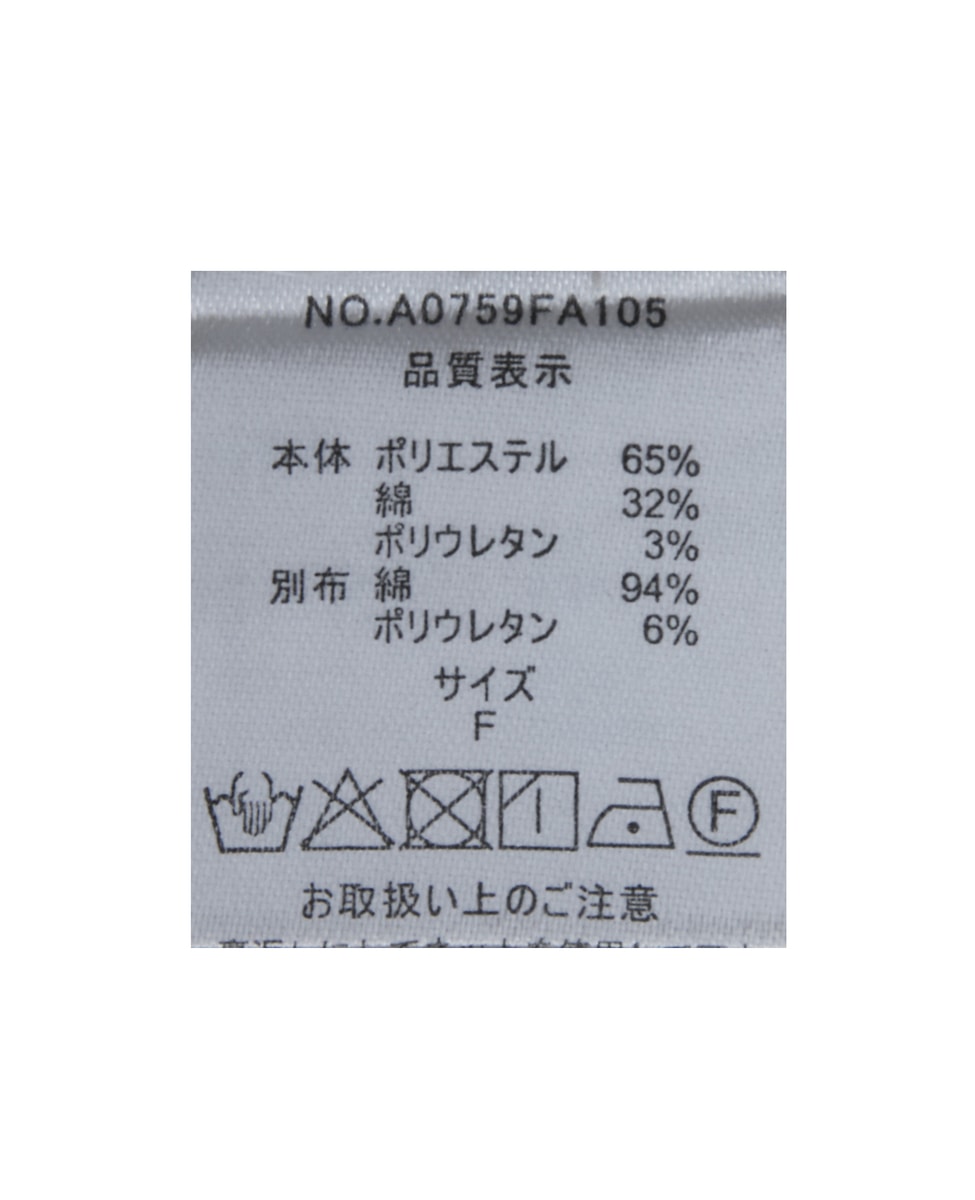 NO.A0759FA105
品質表示
本体 ポリエステル 65%
綿 32%
ポリウレタン 3%
別布 綿 94%
ポリウレタン 6%
サイズ
F
F
お取扱い上のご注意